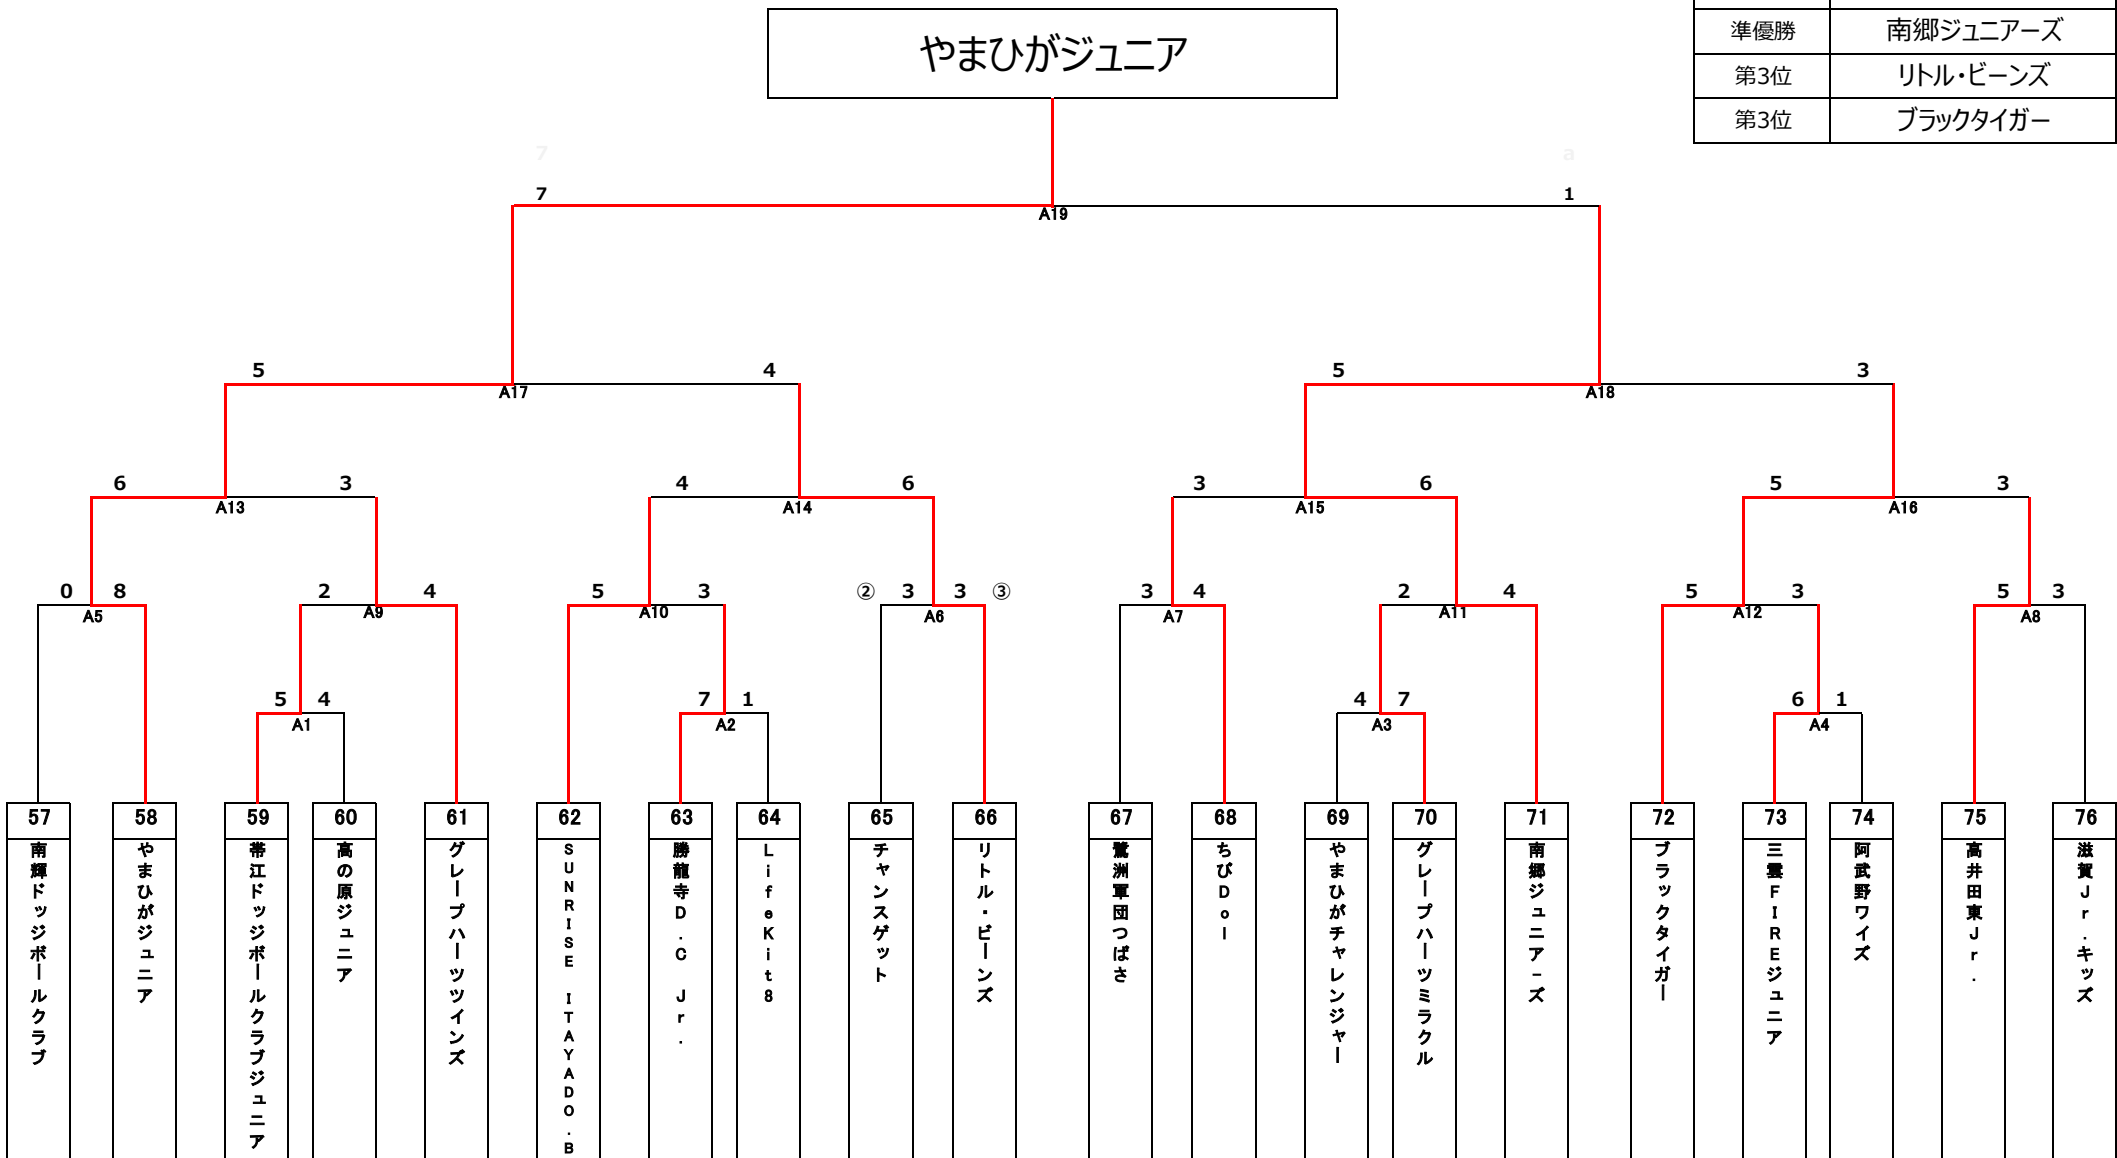 やまひがジュニア
準優勝 南郷ジュニアーズ
第3位 リトル・ビーンズ
第3位 ブラックタイガー
7 a
7 1
A19
5 4 5 3
A17 A18
6 3 4 6 3 6 5 3
A13 A14 A15 A16
0 8 2 4 5 3 ② 3 3 ③ 3 4 2 4 5 3 5 3
A5 A9 A10 A6 A7 A11 A12 A8
5 4 7 1 4 7 6 1
A1 A2 A3 A4
57 58 59 60 61 62 63 64 65 66 67 68 69 70 71 72 73 74 75 76
南輝ドッジボールクラブ
やまひがジュニア
帯江ドッジボールクラブジュニア
高の原ジュニア
グレープハーツツインズ
SUNRISE ITAYADO.B
勝龍寺D.C Jr.
LifeKit8
チャンスゲット
リトル・ビーンズ
鷺洲軍団つばさ
ちびDol
やまひがチャレンジャー
グレープハーツミラクル
南郷ジュニア-ズ
ブラックタイガー
三雲FIREジュニア
阿武野ワイズ
高井田東Jr.
滋賀Jr.キッズ